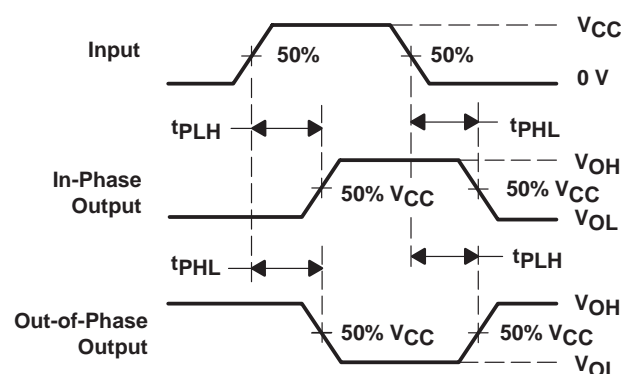 VCC
Input
50%
50%
0 V
tPLH
tPHL
VOH
In-Phase
Output
50% VCC
50% VCC
VOL
tPHL
tPLH
VOH
Out-of-Phase
Output
50% VCC
50% VCC
VOL